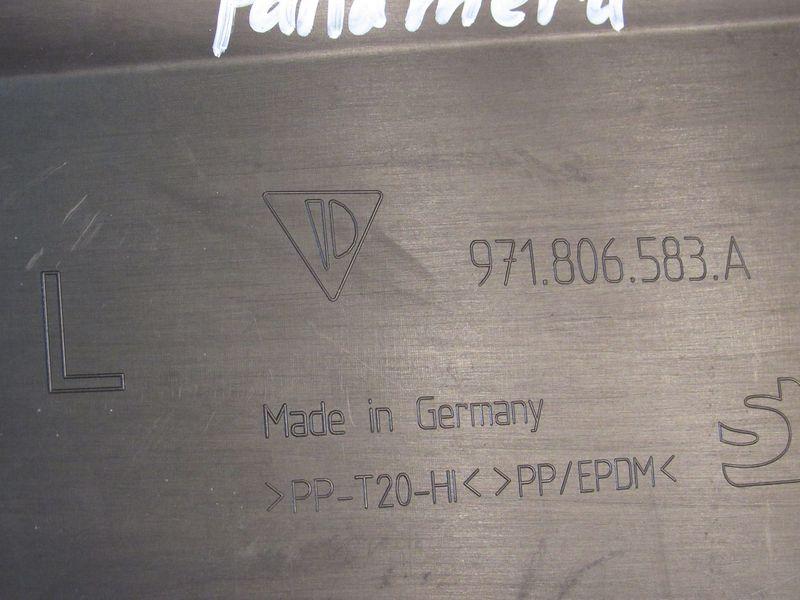 Panamera
971.806.583.A
L
Made in Germany
>PP-T20-HI< >PP/EPDM<